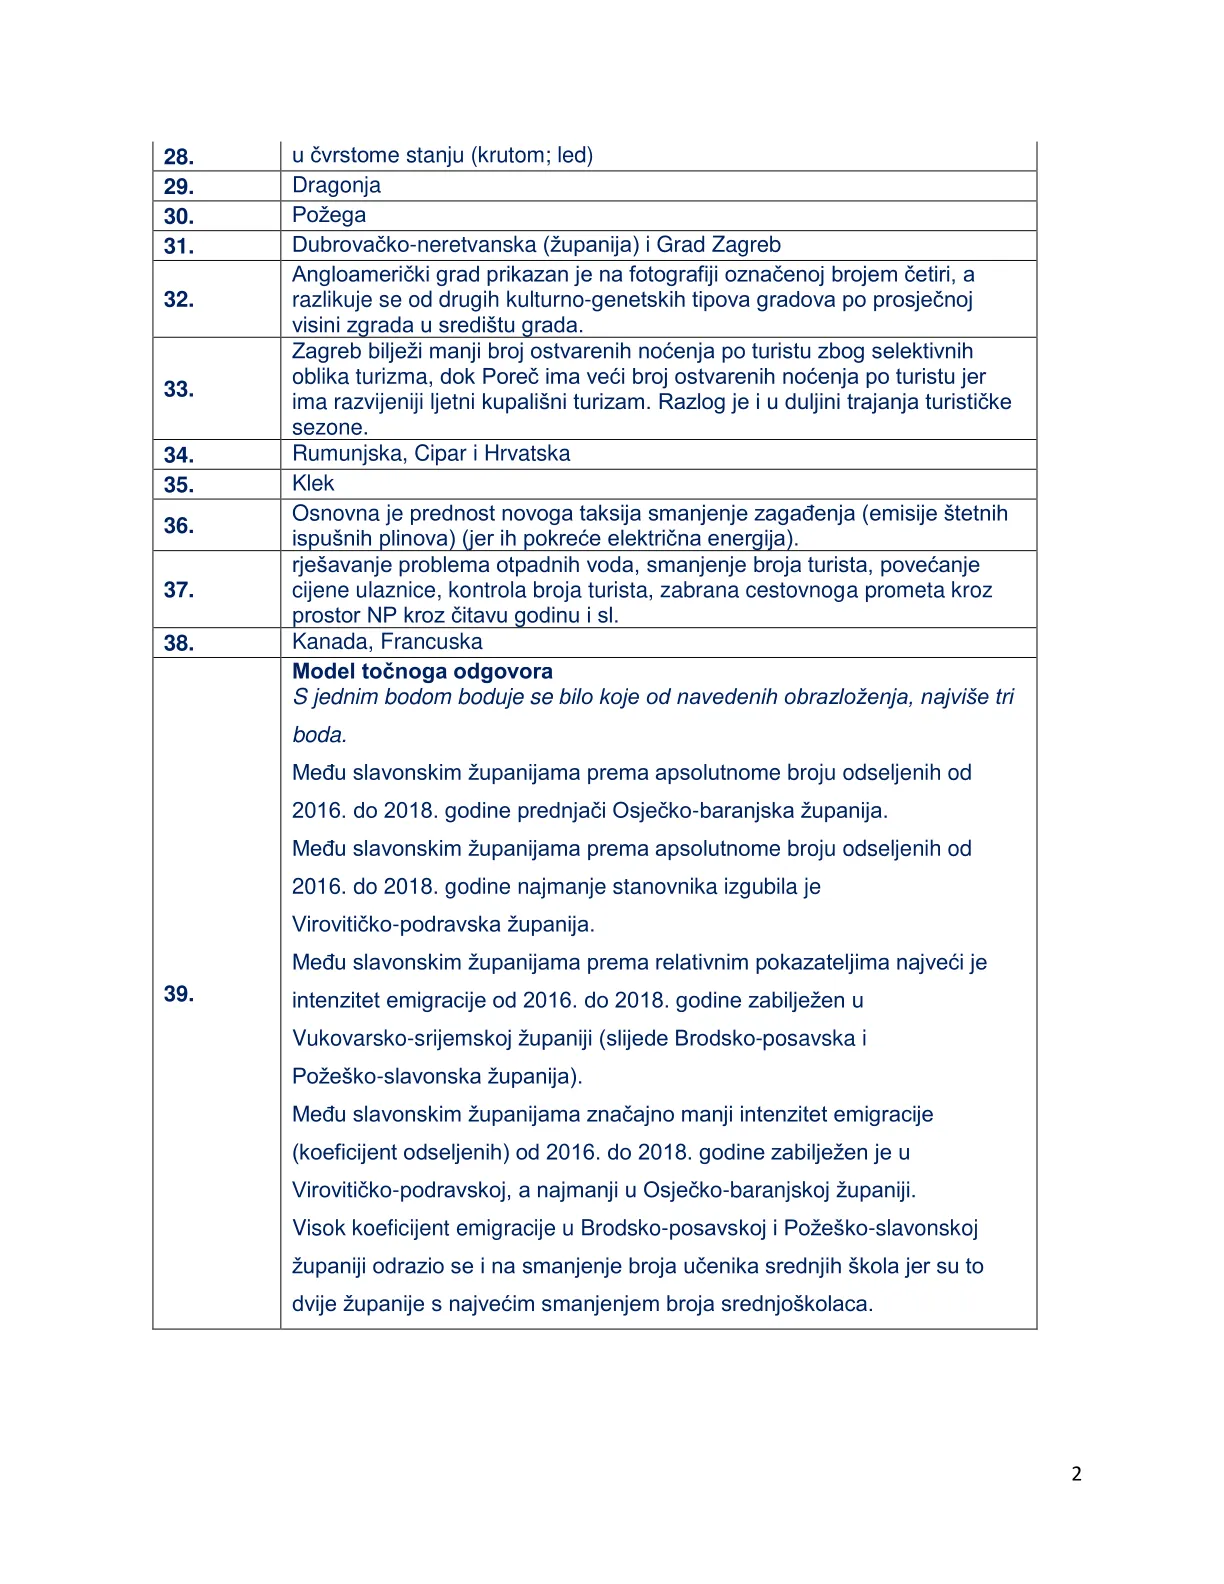 28. u čvrstome stanju (krutom; led)
29. Dragonja
30. Požega
31. Dubrovačko-neretvanska (županija) i Grad Zagreb
32. Angloamerički grad prikazan je na fotografiji označenoj brojem četiri, a
razlikuje se od drugih kulturno-genetskih tipova gradova po prosječnoj
visini zgrada u središtu grada.
33. Zagreb bilježi manji broj ostvarenih noćenja po turistu zbog selektivnih
oblika turizma, dok Poreč ima veći broj ostvarenih noćenja po turistu jer
ima razvijeniji ljetni kupališni turizam. Razlog je i u duljini trajanja turističke
sezone.
34. Rumunjska, Cipar i Hrvatska
35. Klek
36. Osnovna je prednost novoga taksija smanjenje zagađenja (emisije štetnih
ispušnih plinova) (jer ih pokreće električna energija).
37. rješavanje problema otpadnih voda, smanjenje broja turista, povećanje
cijene ulaznice, kontrola broja turista, zabrana cestovnoga prometa kroz
prostor NP kroz čitavu godinu i sl.
38. Kanada, Francuska
39. Model točnoga odgovora
S jednim bodom boduje se bilo koje od navedenih obrazloženja, najviše tri
boda.
Među slavonskim županijama prema apsolutnome broju odseljenih od
2016. do 2018. godine prednjači Osječko-baranjska županija.
Među slavonskim županijama prema apsolutnome broju odseljenih od
2016. do 2018. godine najmanje stanovnika izgubila je
Virovitičko-podravska županija.
Među slavonskim županijama prema relativnim pokazateljima najveći je
intenzitet emigracije od 2016. do 2018. godine zabilježen u
Vukovarsko-srijemskoj županiji (slijede Brodsko-posavska i
Požeško-slavonska županija).
Među slavonskim županijama značajno manji intenzitet emigracije
(koeficijent odseljenih) od 2016. do 2018. godine zabilježen je u
Virovitičko-podravskoj, a najmanji u Osječko-baranjskoj županiji.
Visok koeficijent emigracije u Brodsko-posavskoj i Požeško-slavonskoj
županiji odrazio se i na smanjenje broja učenika srednjih škola jer su to
dvije županije s najvećim smanjenjem broja srednjoškolaca.
2